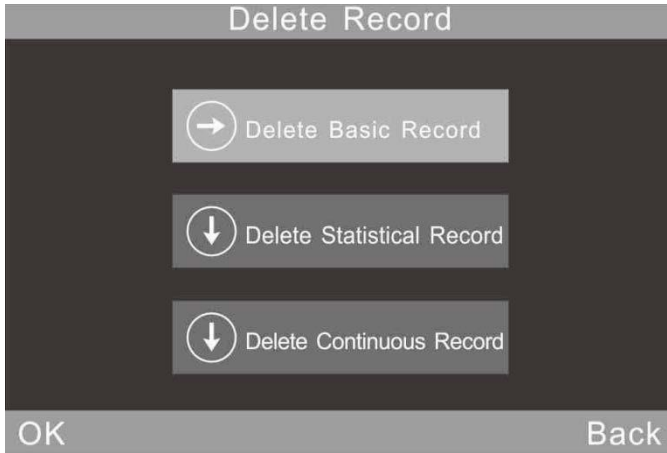 Delete Record
Delete Basic Record
Delete Statistical Record
Delete Continuous Record
OK
Back